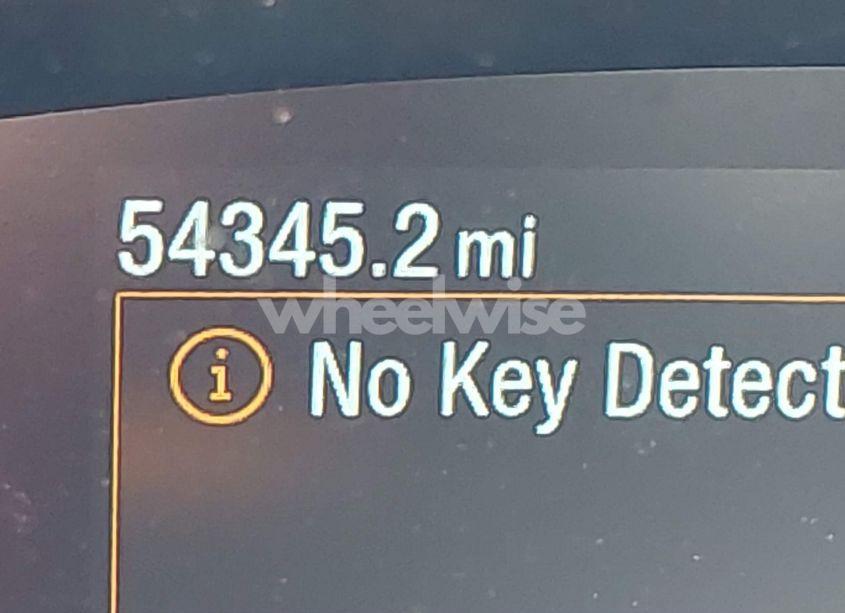 54345.2 mi
wheelwise
i No Key Detect